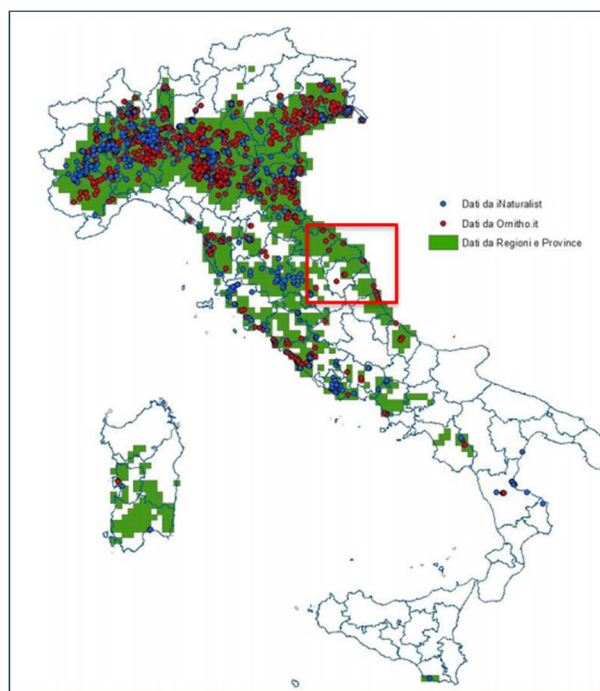 Dati da iNaturalist
Dati da Ornitho.it
Dati da Regioni e Province